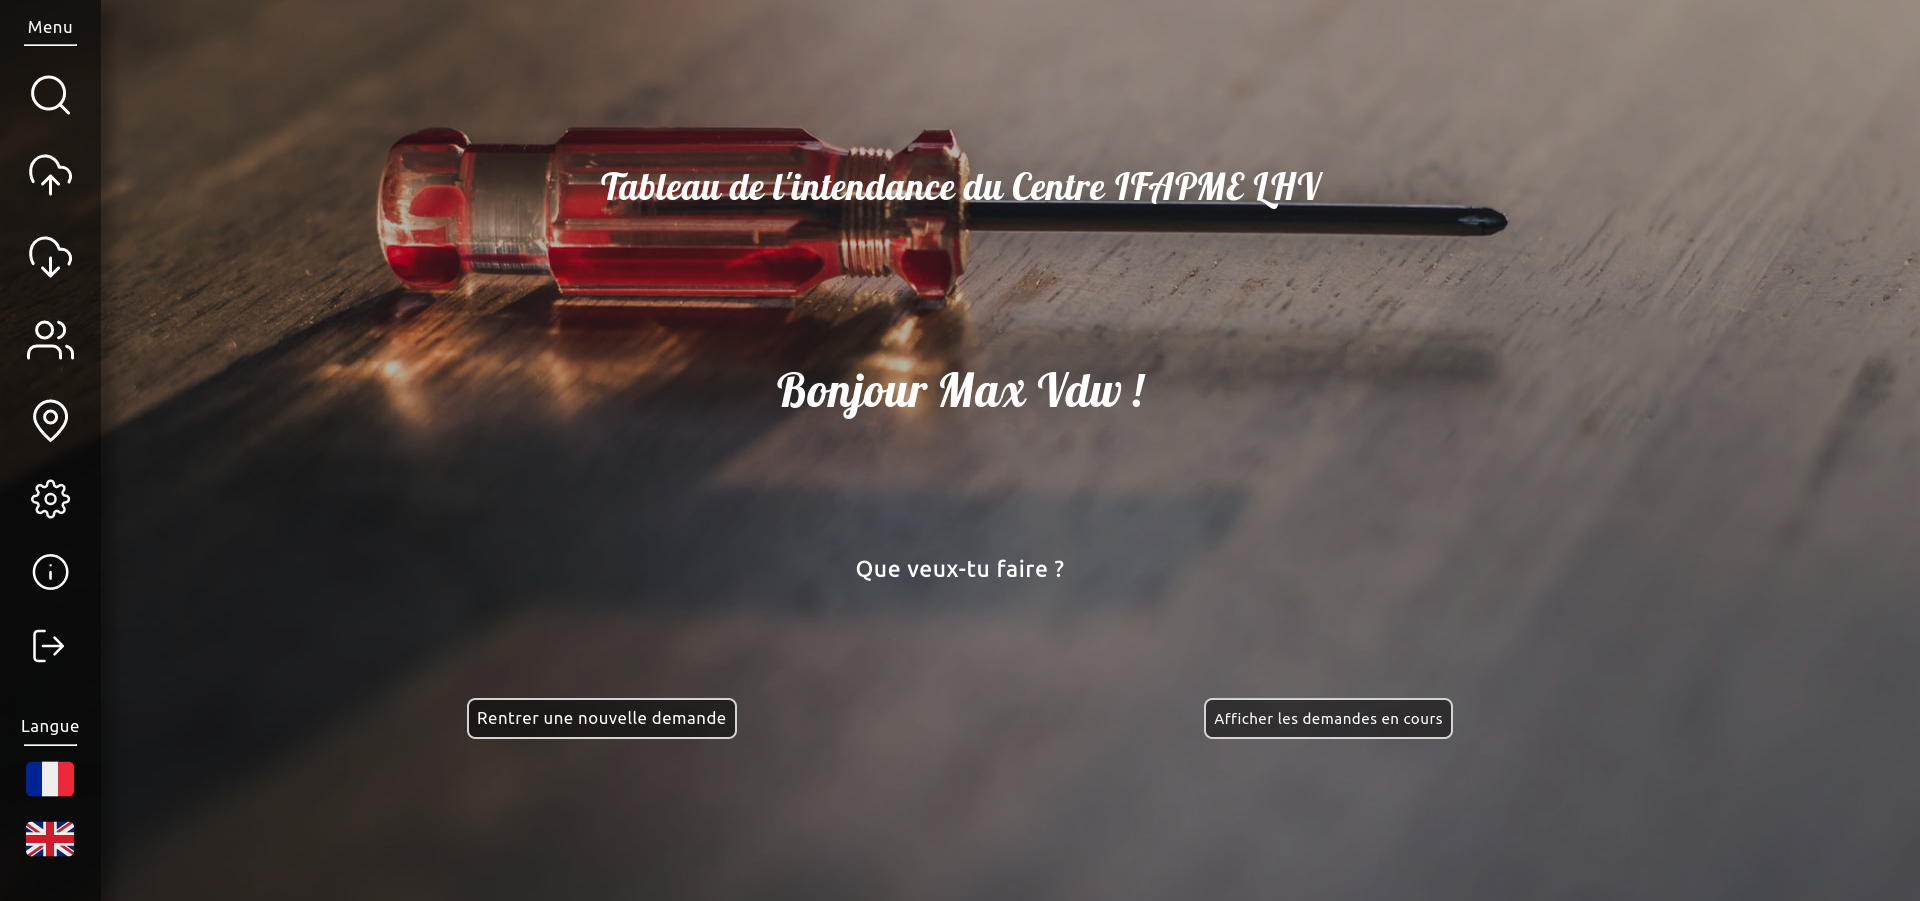 Menu
Tableau de l'intendance du Centre IFAPME LHV
Bonjour Max Vdw !
Que veux-tu faire ?
Rentrer une nouvelle demande
Afficher les demandes en cours
Langue